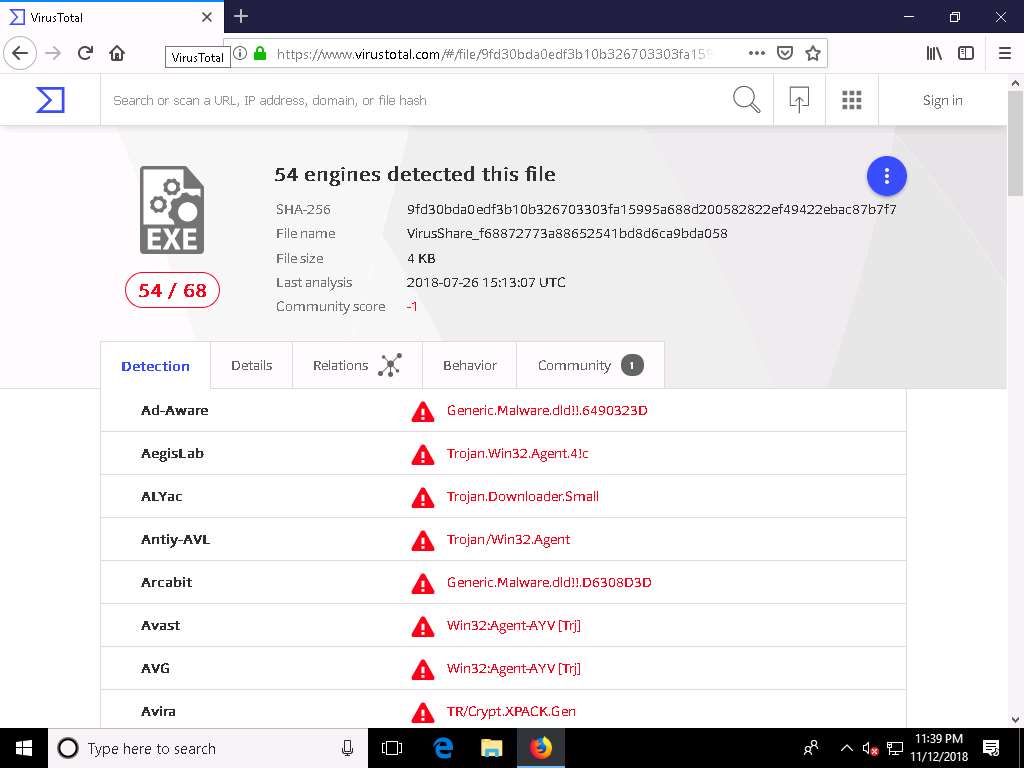 VirusTotal
VirusTotal
https://www.virustotal.com/#/file/9fd30bda0edf3b10b326703303fa159
Search or scan a URL, IP address, domain, or file hash
Sign in
EXE
54 / 68
54 engines detected this file
SHA-256 9fd30bda0edf3b10b326703303fa15995a688d200582822ef49422ebac87b7f7
File name VirusShare_f68872773a88652541bd8d6ca9bda058
File size 4 KB
Last analysis 2018-07-26 15:13:07 UTC
Community score -1
Detection Details Relations Behavior Community 1
Ad-Aware Generic.Malware.dld!!.6490323D
AegisLab Trojan.Win32.Agent.4!c
ALYac Trojan.Downloader.Small
Antiy-AVL Trojan/Win32.Agent
Arcabit Generic.Malware.dld!!.D6308D3D
Avast Win32:Agent-AYV [Trj]
AVG Win32:Agent-AYV [Trj]
Avira TR/Crypt.XPACK.Gen
Type here to search
11:39 PM
11/12/2018